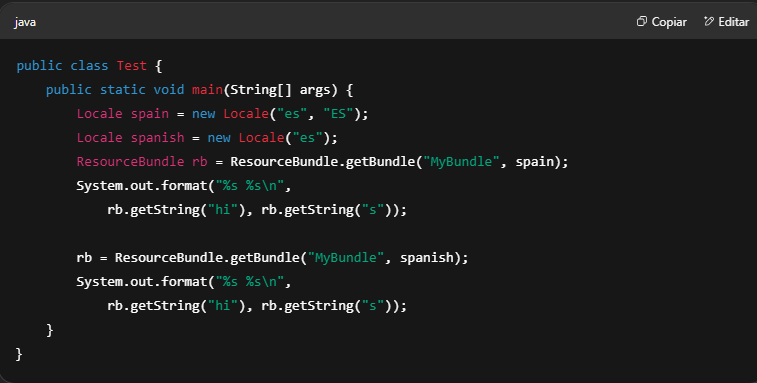 java Copiar Editar
public class Test {
    public static void main(String[] args) {
        Locale spain = new Locale("es", "ES");
        Locale spanish = new Locale("es");
        ResourceBundle rb = ResourceBundle.getBundle("MyBundle", spain);
        System.out.format("%s %s\n",
            rb.getString("hi"), rb.getString("s"));

        rb = ResourceBundle.getBundle("MyBundle", spanish);
        System.out.format("%s %s\n",
            rb.getString("hi"), rb.getString("s"));
    }
}